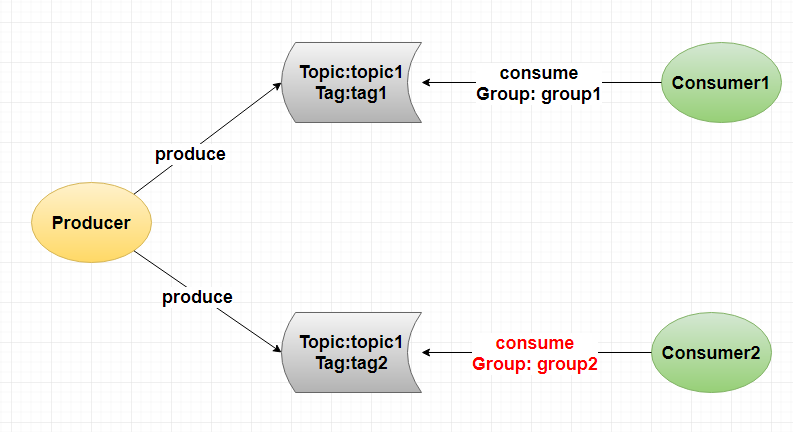 Topic:topic1
Tag:tag1
consume
Group: group1
Consumer1
produce
Producer
produce
Topic:topic1
Tag:tag2
consume
Group: group2
Consumer2